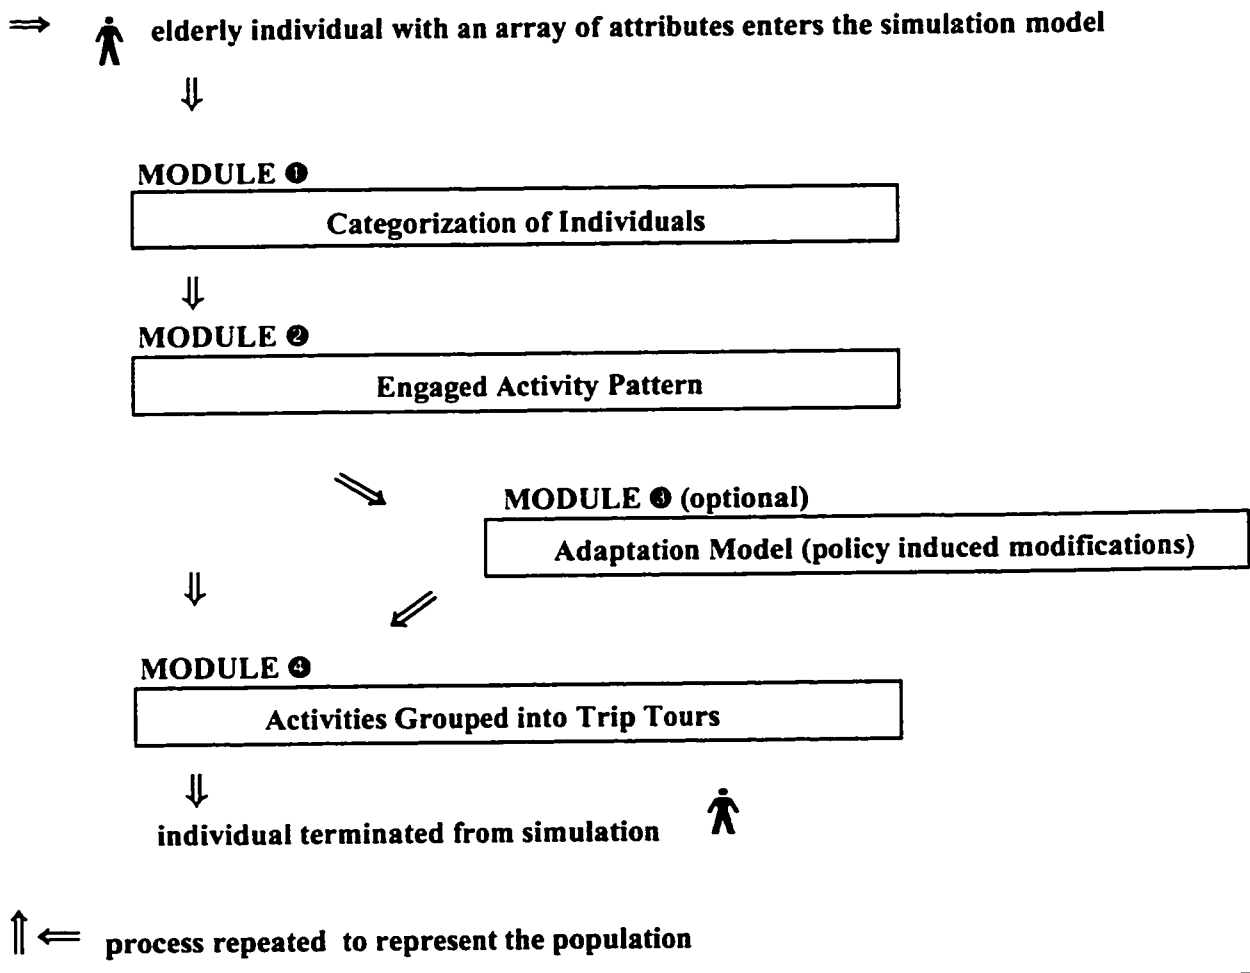 elderly individual with an array of attributes enters the simulation model
MODULE ❶
Categorization of Individuals
MODULE ❷
Engaged Activity Pattern
MODULE ❸ (optional)
Adaptation Model (policy induced modifications)
MODULE ❹
Activities Grouped into Trip Tours
individual terminated from simulation
process repeated to represent the population